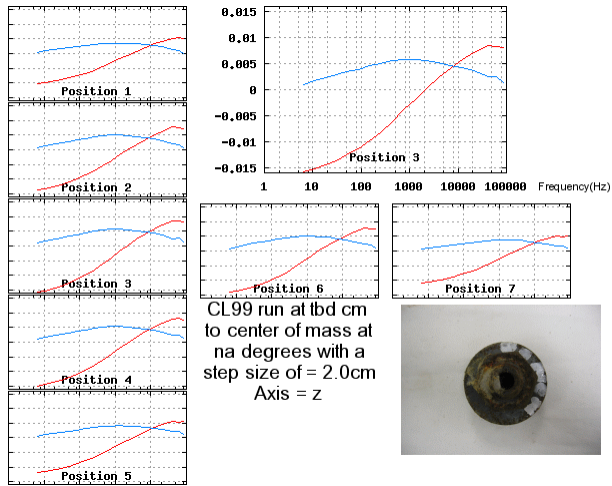 Position 1
Position 2
Position 3
Position 4
Position 5
0.015
0.01
0.005
0
-0.005
-0.01
-0.015
Position 3
1 10 100 1000 10000 100000 Frequency(Hz)
Position 6
Position 7
CL99 run at tbd cm
to center of mass at
na degrees with a
step size of = 2.0cm
Axis = z